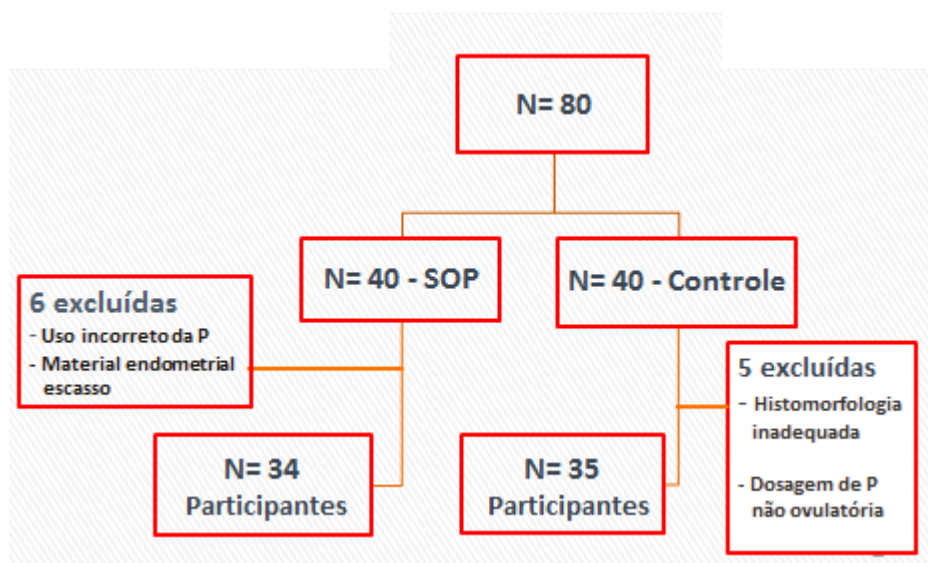 N= 80
N= 40 - SOP
N= 40 - Controle
6 excluídas
- Uso incorreto da P
- Material endometrial
escasso
5 excluídas
- Histomorfologia
inadequada
- Dosagem de P
não ovulatória
N= 34
Participantes
N= 35
Participantes